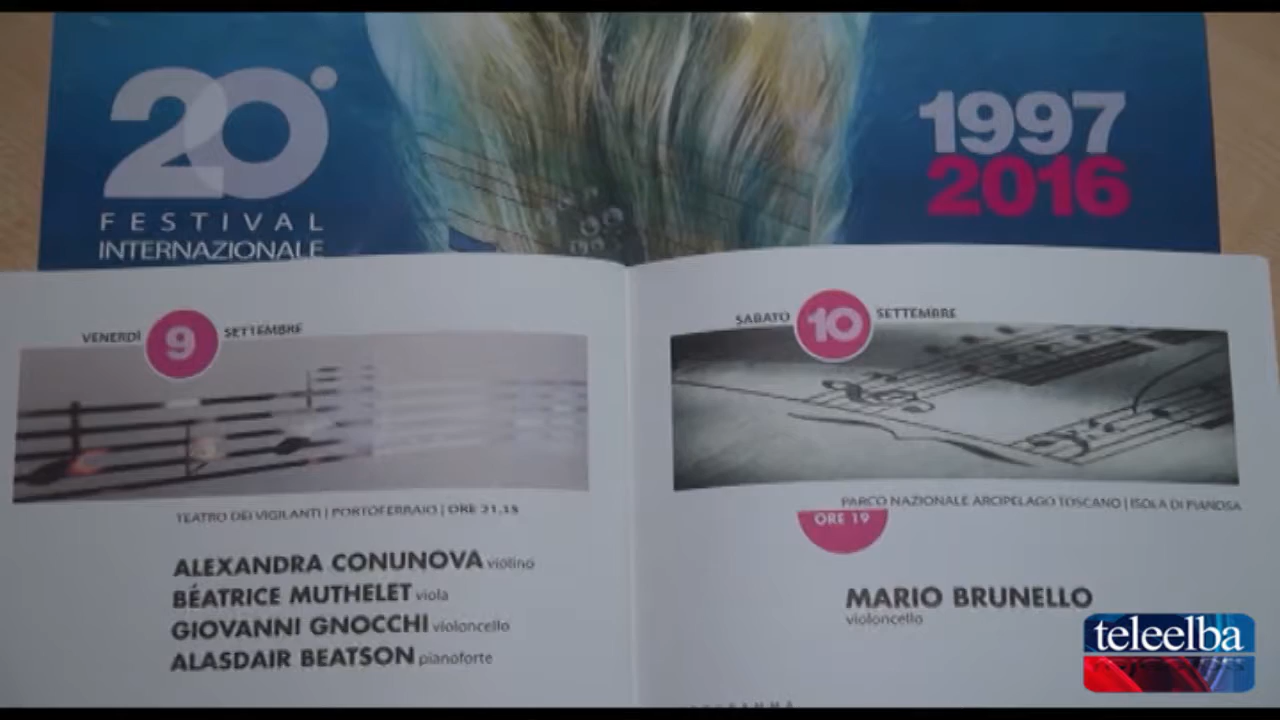 20°
FESTIVAL
INTERNAZIONALE
1997
2016
VENERDÌ 9 SETTEMBRE
TEATRO DEI VIGILANTI | PORTOFERRAIO | ORE 21.15
ALEXANDRA CONUNOVA violino
BÉATRICE MUTHELET viola
GIOVANNI GNOCCHI violoncello
ALASDAIR BEATSON pianoforte
SABATO 10 SETTEMBRE
PARCO NAZIONALE ARCIPELAGO TOSCANO | ISOLA DI PIANOSA
ORE 19
MARIO BRUNELLO
violoncello
teleelba